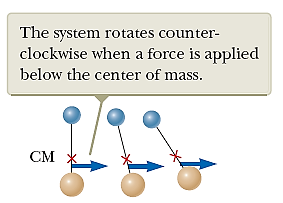 The system rotates counter-
clockwise when a force is applied
below the center of mass.
CM